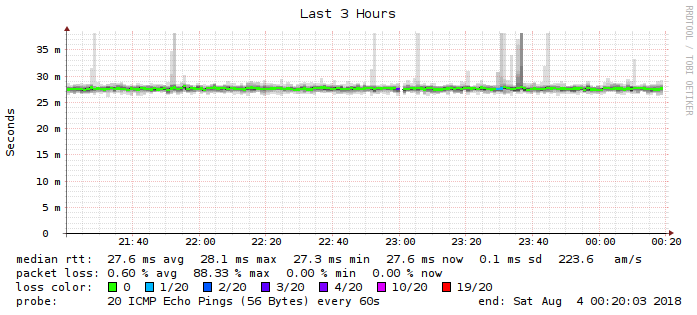 Last 3 Hours
RRDTOOL / TOBI OETIKER
Seconds
35 m
30 m
25 m
20 m
15 m
10 m
5 m
0
21:40 22:00 22:20 22:40 23:00 23:20 23:40 00:00 00:20
median rtt: 27.6 ms avg 28.1 ms max 27.3 ms min 27.6 ms now 0.1 ms sd 223.6 am/s
packet loss: 0.60 % avg 88.33 % max 0.00 % min 0.00 % now
loss color: 0 1/20 2/20 3/20 4/20 10/20 19/20
probe: 20 ICMP Echo Pings (56 Bytes) every 60s end: Sat Aug 4 00:20:03 2018